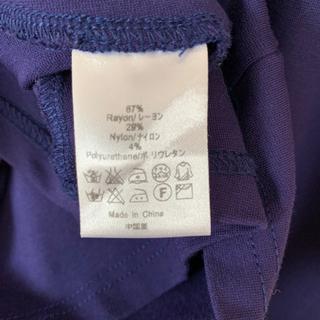 67%
Rayon/レーヨン
29%
Nylon/ナイロン
4%
Polyurethane/ポリウレタン
F
Made in China
中国製